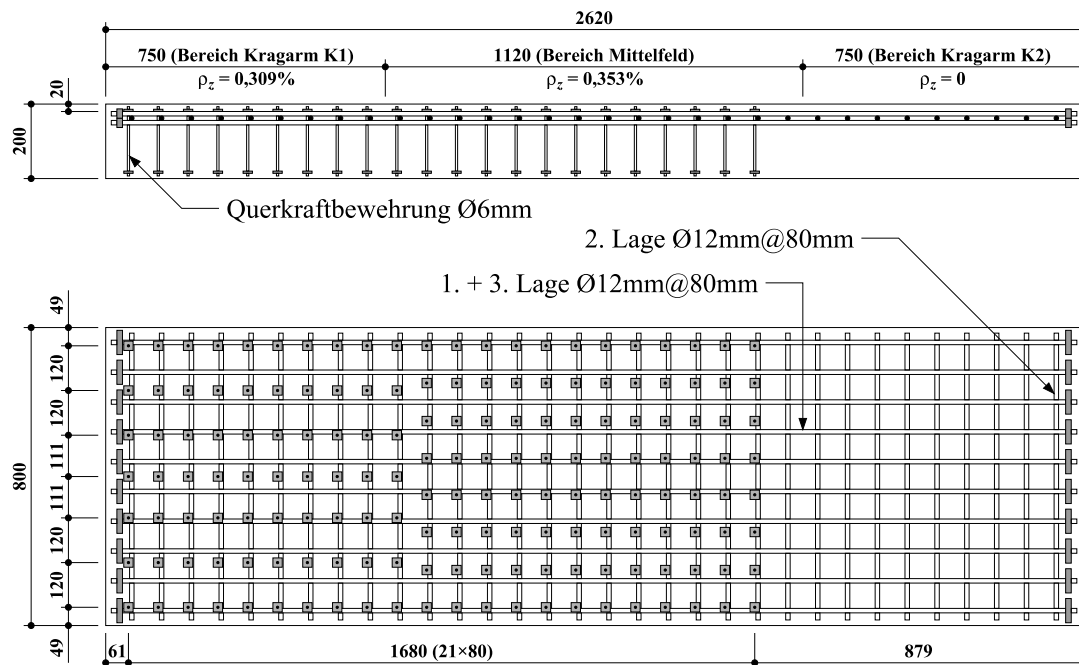 2620
750 (Bereich Kragarm K1)
1120 (Bereich Mittelfeld)
750 (Bereich Kragarm K2)
ρz = 0,309%
ρz = 0,353%
ρz = 0
20
200
Querkraftbewehrung Ø6mm
2. Lage Ø12mm@80mm
1. + 3. Lage Ø12mm@80mm
49
120
120
111
111
120
120
49
800
61
1680 (21×80)
879